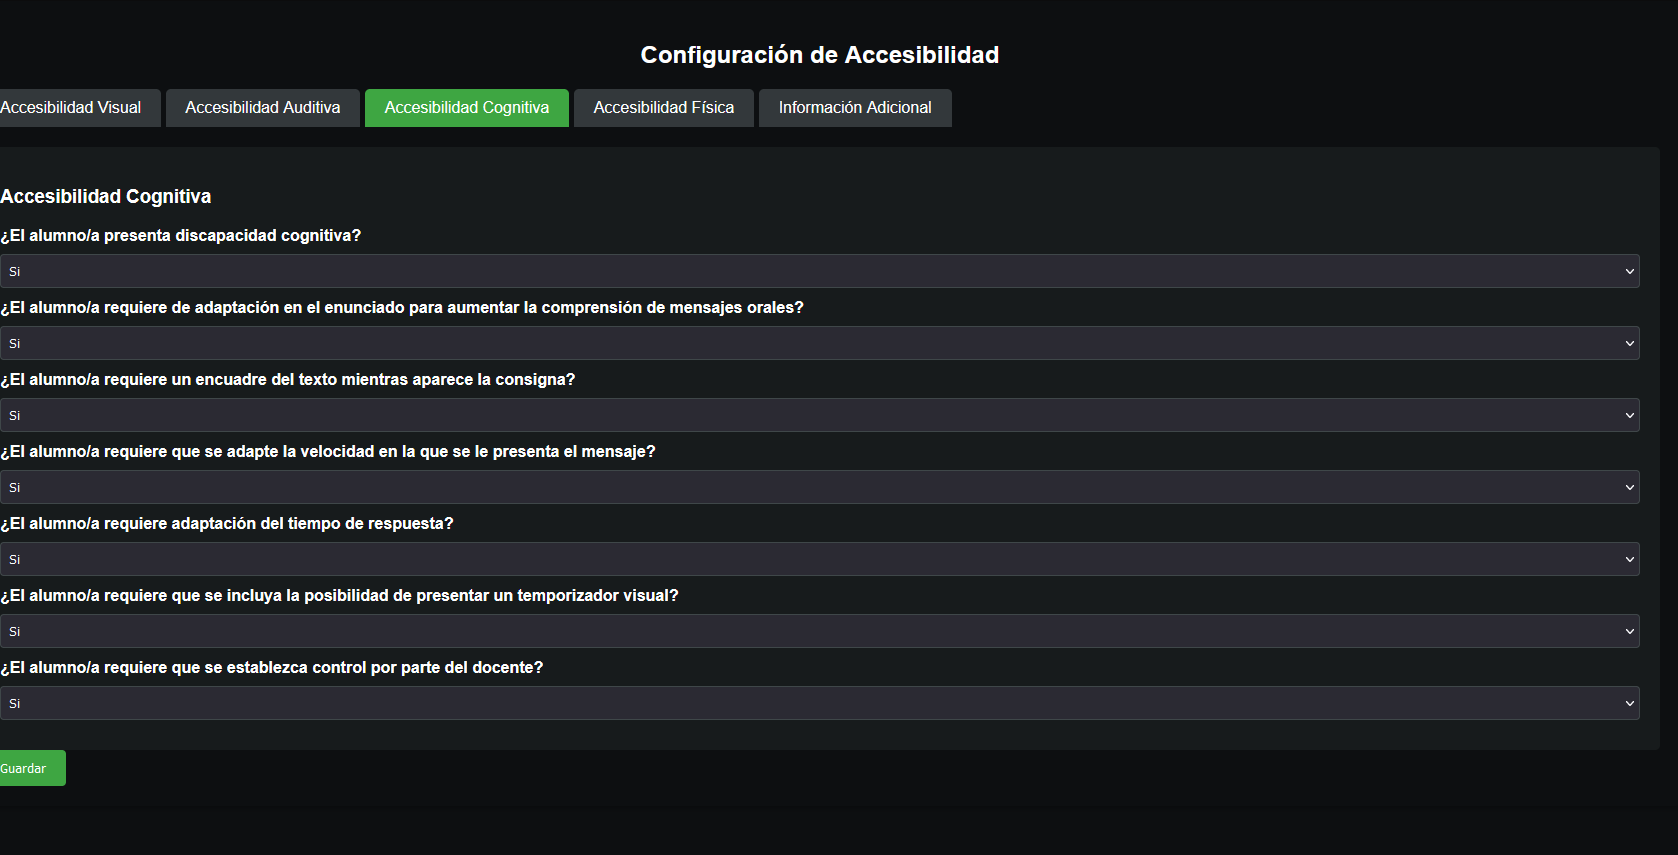 Configuración de Accesibilidad
Accesibilidad Visual
Accesibilidad Auditiva
Accesibilidad Cognitiva
Accesibilidad Física
Información Adicional
Accesibilidad Cognitiva
¿El alumno/a presenta discapacidad cognitiva?
Si
¿El alumno/a requiere de adaptación en el enunciado para aumentar la comprensión de mensajes orales?
Si
¿El alumno/a requiere un encuadre del texto mientras aparece la consigna?
Si
¿El alumno/a requiere que se adapte la velocidad en la que se le presenta el mensaje?
Si
¿El alumno/a requiere adaptación del tiempo de respuesta?
Si
¿El alumno/a requiere que se incluya la posibilidad de presentar un temporizador visual?
Si
¿El alumno/a requiere que se establezca control por parte del docente?
Si
Guardar